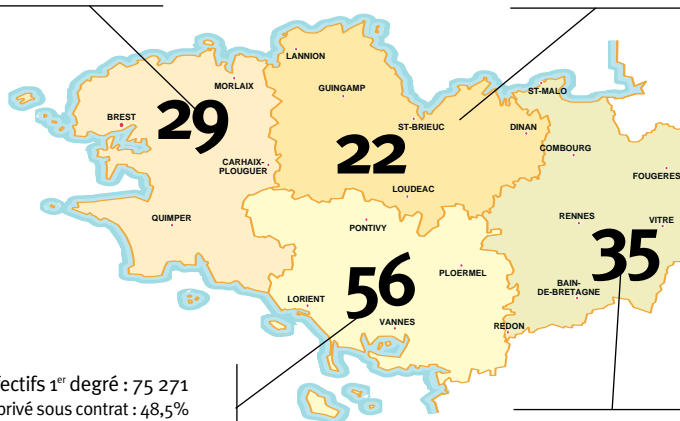 LANNION
MORLAIX
GUINGAMP
ST-MALO
BREST
29
ST-BRIEUC
DINAN
22
COMBOURG
CARHAIX-
PLOUGUER
FOUGERES
LOUDEAC
QUIMPER
PONTIVY
RENNES
VITRE
35
PLOERMEL
56
BAIN-
DE-BRETAGNE
LORIENT
VANNES
REDON
fectifs 1er degré : 75 271
privé sous contrat : 48,5%